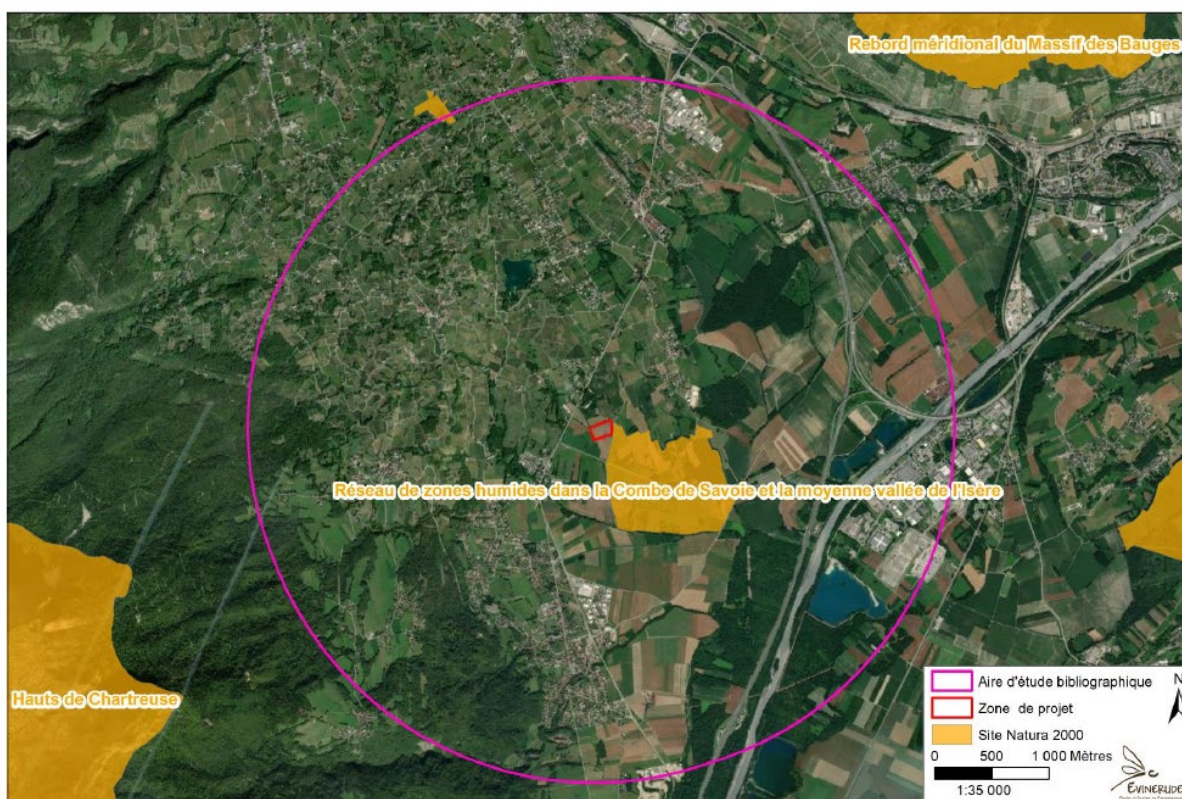 Rebord méridional du Massif des Bauges
Réseau de zones humides dans la Combe de Savoie et la moyenne vallée de l'Isère
Hauts de Chartreuse
Aire d'étude bibliographique
Zone de projet
Site Natura 2000
N
0 500 1 000 Mètres
1:35 000
EVINERUDE